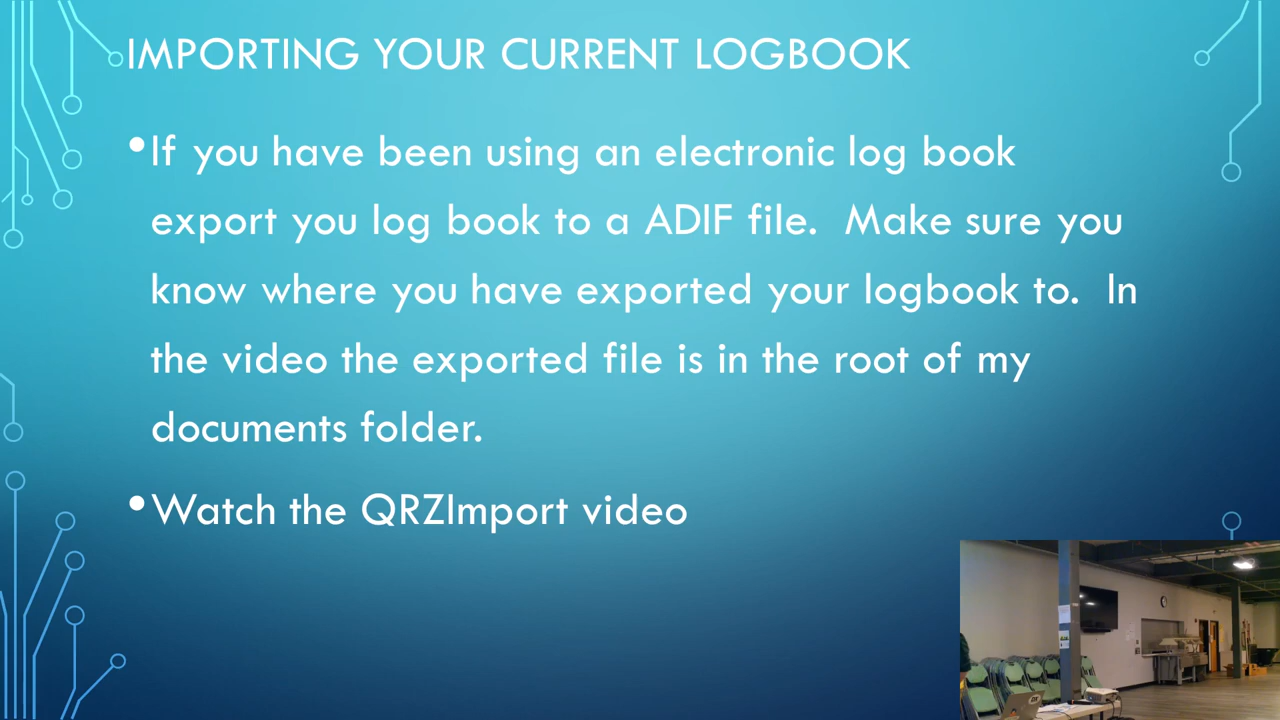 IMPORTING YOUR CURRENT LOGBOOK
•If you have been using an electronic log book
export you log book to a ADIF file. Make sure you
know where you have exported your logbook to. In
the video the exported file is in the root of my
documents folder.
•Watch the QRZImport video